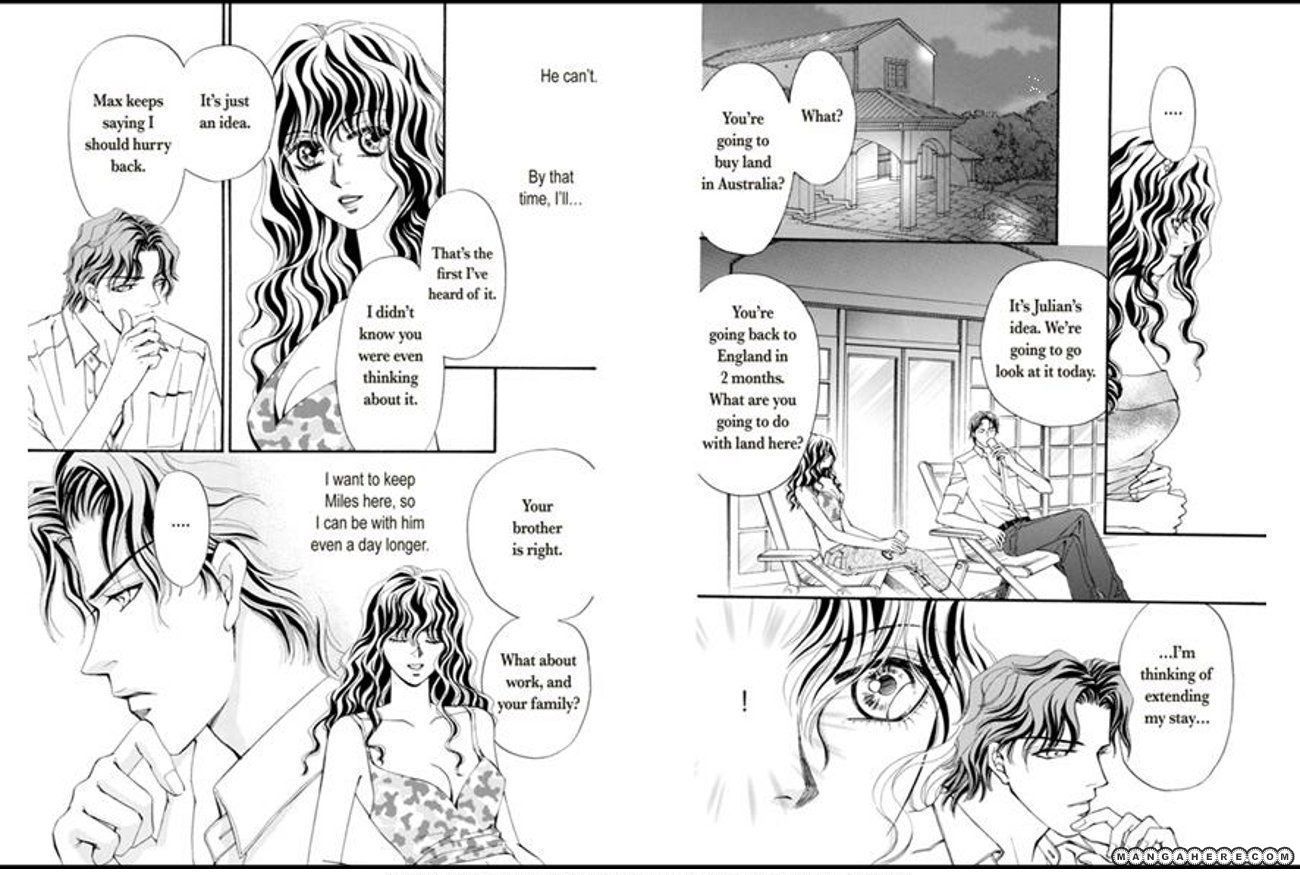 ....
What?
You're
going to
buy land
in Australia?
It's Julian's
idea. We're
going to go
look at it today.
You're
going back to
England in
2 months.
What are you
going to do
with land here?
...I'm
thinking of
extending
my stay...
!
He can't.
By that
time, I'll...
That's the
first I've
heard of it.
I didn't
know you
were even
thinking
about it.
It's just
an idea.
Max keeps
saying I
should hurry
back.
Your
brother
is right.
What about
work, and
your family?
I want to keep
Miles here, so
I can be with him
even a day longer.
....
MANGAHERE.COM